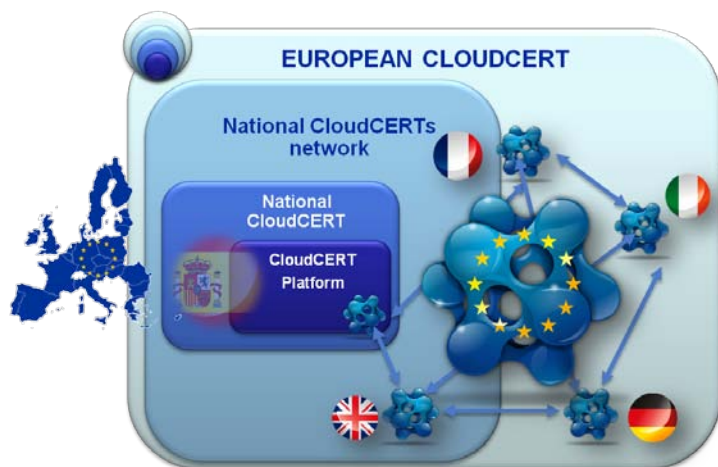 EUROPEAN CLOUDCERT
National CloudCERTs
network
National
CloudCERT
CloudCERT
Platform